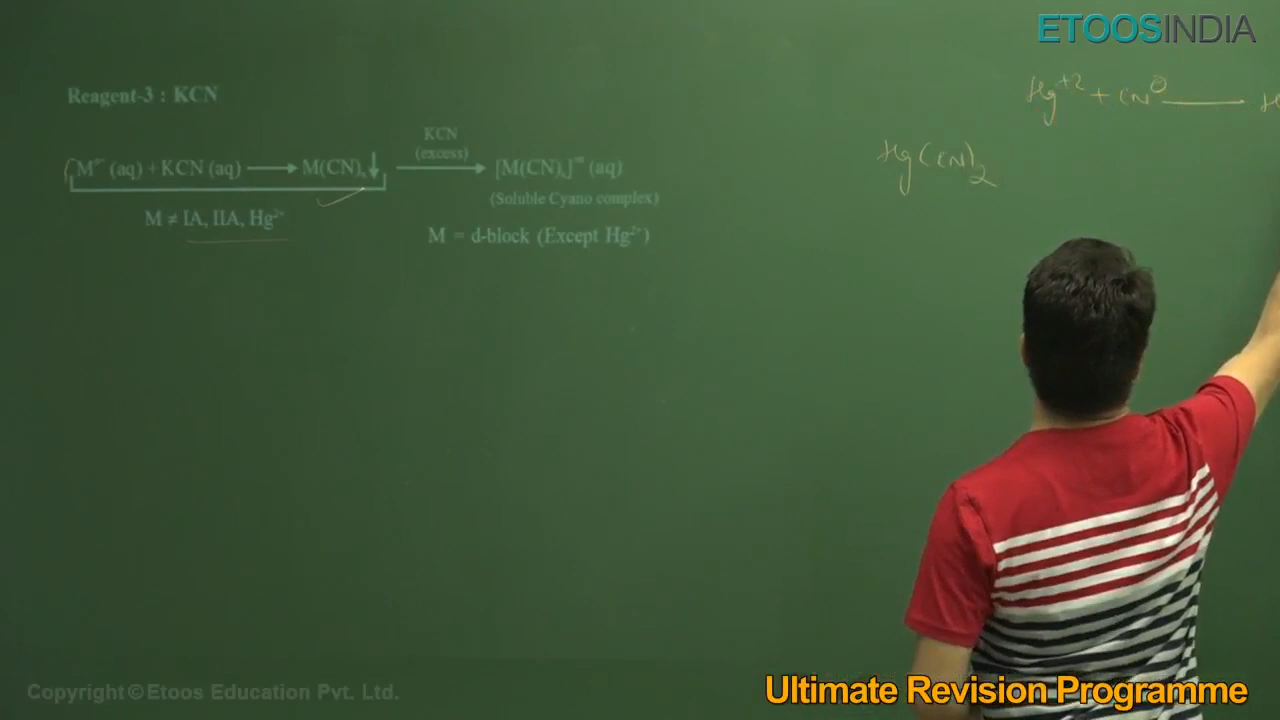 ETOOSINDIA
Reagent-3 : KCN
Mⁿ⁺ (aq) + KCN (aq) ⟶ M(CN)ₓ↓ KCN (excess) ⟶ [M(CN)ₓ] (aq)
(Soluble Cyano complex)
M ≠ IA, IIA, Hg²⁺
M = d-block (Except Hg²⁺)
Hg⁺² + CN⊖ ⟶ H
Hg(CN)₂
Copyright © Etoos Education Pvt. Ltd.
Ultimate Revision Programme